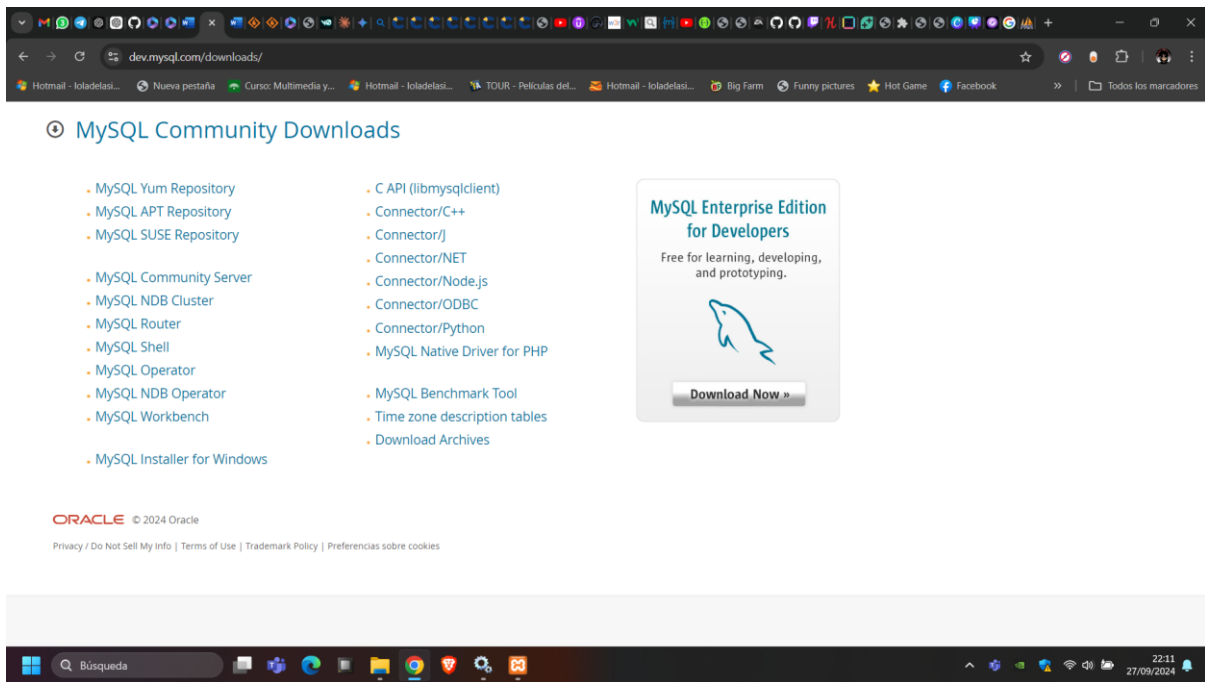 dev.mysql.com/downloads/
Hotmail - loladelasi...
Nueva pestaña
Curso: Multimedia y...
Hotmail - loladelasi...
TOUR - Películas del...
Hotmail - loladelasi...
Big Farm
Funny pictures
Hot Game
Facebook
»
Todos los marcadores
MySQL Community Downloads
MySQL Yum Repository
MySQL APT Repository
MySQL SUSE Repository
MySQL Community Server
MySQL NDB Cluster
MySQL Router
MySQL Shell
MySQL Operator
MySQL NDB Operator
MySQL Workbench
MySQL Installer for Windows
C API (libmysqlclient)
Connector/C++
Connector/J
Connector/NET
Connector/Node.js
Connector/ODBC
Connector/Python
MySQL Native Driver for PHP
MySQL Benchmark Tool
Time zone description tables
Download Archives
MySQL Enterprise Edition
for Developers
Free for learning, developing,
and prototyping.
Download Now »
ORACLE © 2024 Oracle
Privacy / Do Not Sell My Info | Terms of Use | Trademark Policy | Preferencias sobre cookies
Búsqueda
22:11
27/09/2024